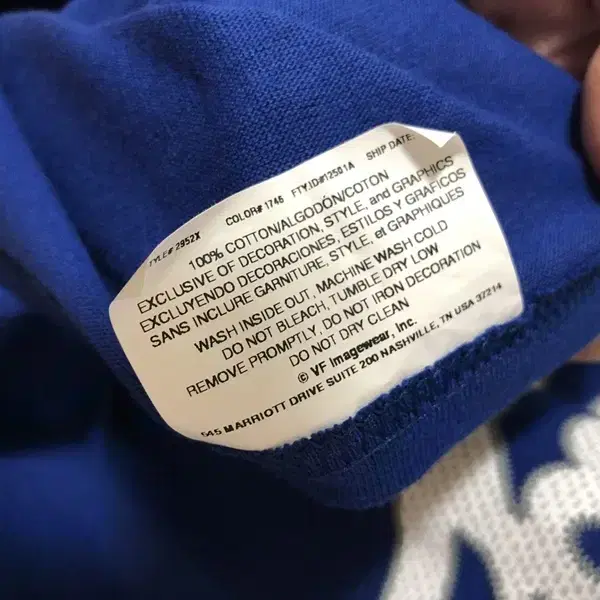 TYLE# 2952X COLOR# 1746 FTY.ID#12501A SHIP DATE:
100% COTTON/ALGODÓN/COTON
EXCLUSIVE OF DECORATION, STYLE, and GRAPHICS
EXCLUYENDO DECORACIONES, ESTILOS Y GRAFICOS
SANS INCLURE GARNITURE, STYLE, et GRAPHIQUES
WASH INSIDE OUT, MACHINE WASH COLD
DO NOT BLEACH, TUMBLE DRY LOW
REMOVE PROMPTLY, DO NOT IRON DECORATION
DO NOT DRY CLEAN
© VF Imagewear, Inc.
545 MARRIOTT DRIVE SUITE 200 NASHVILLE, TN USA 37214